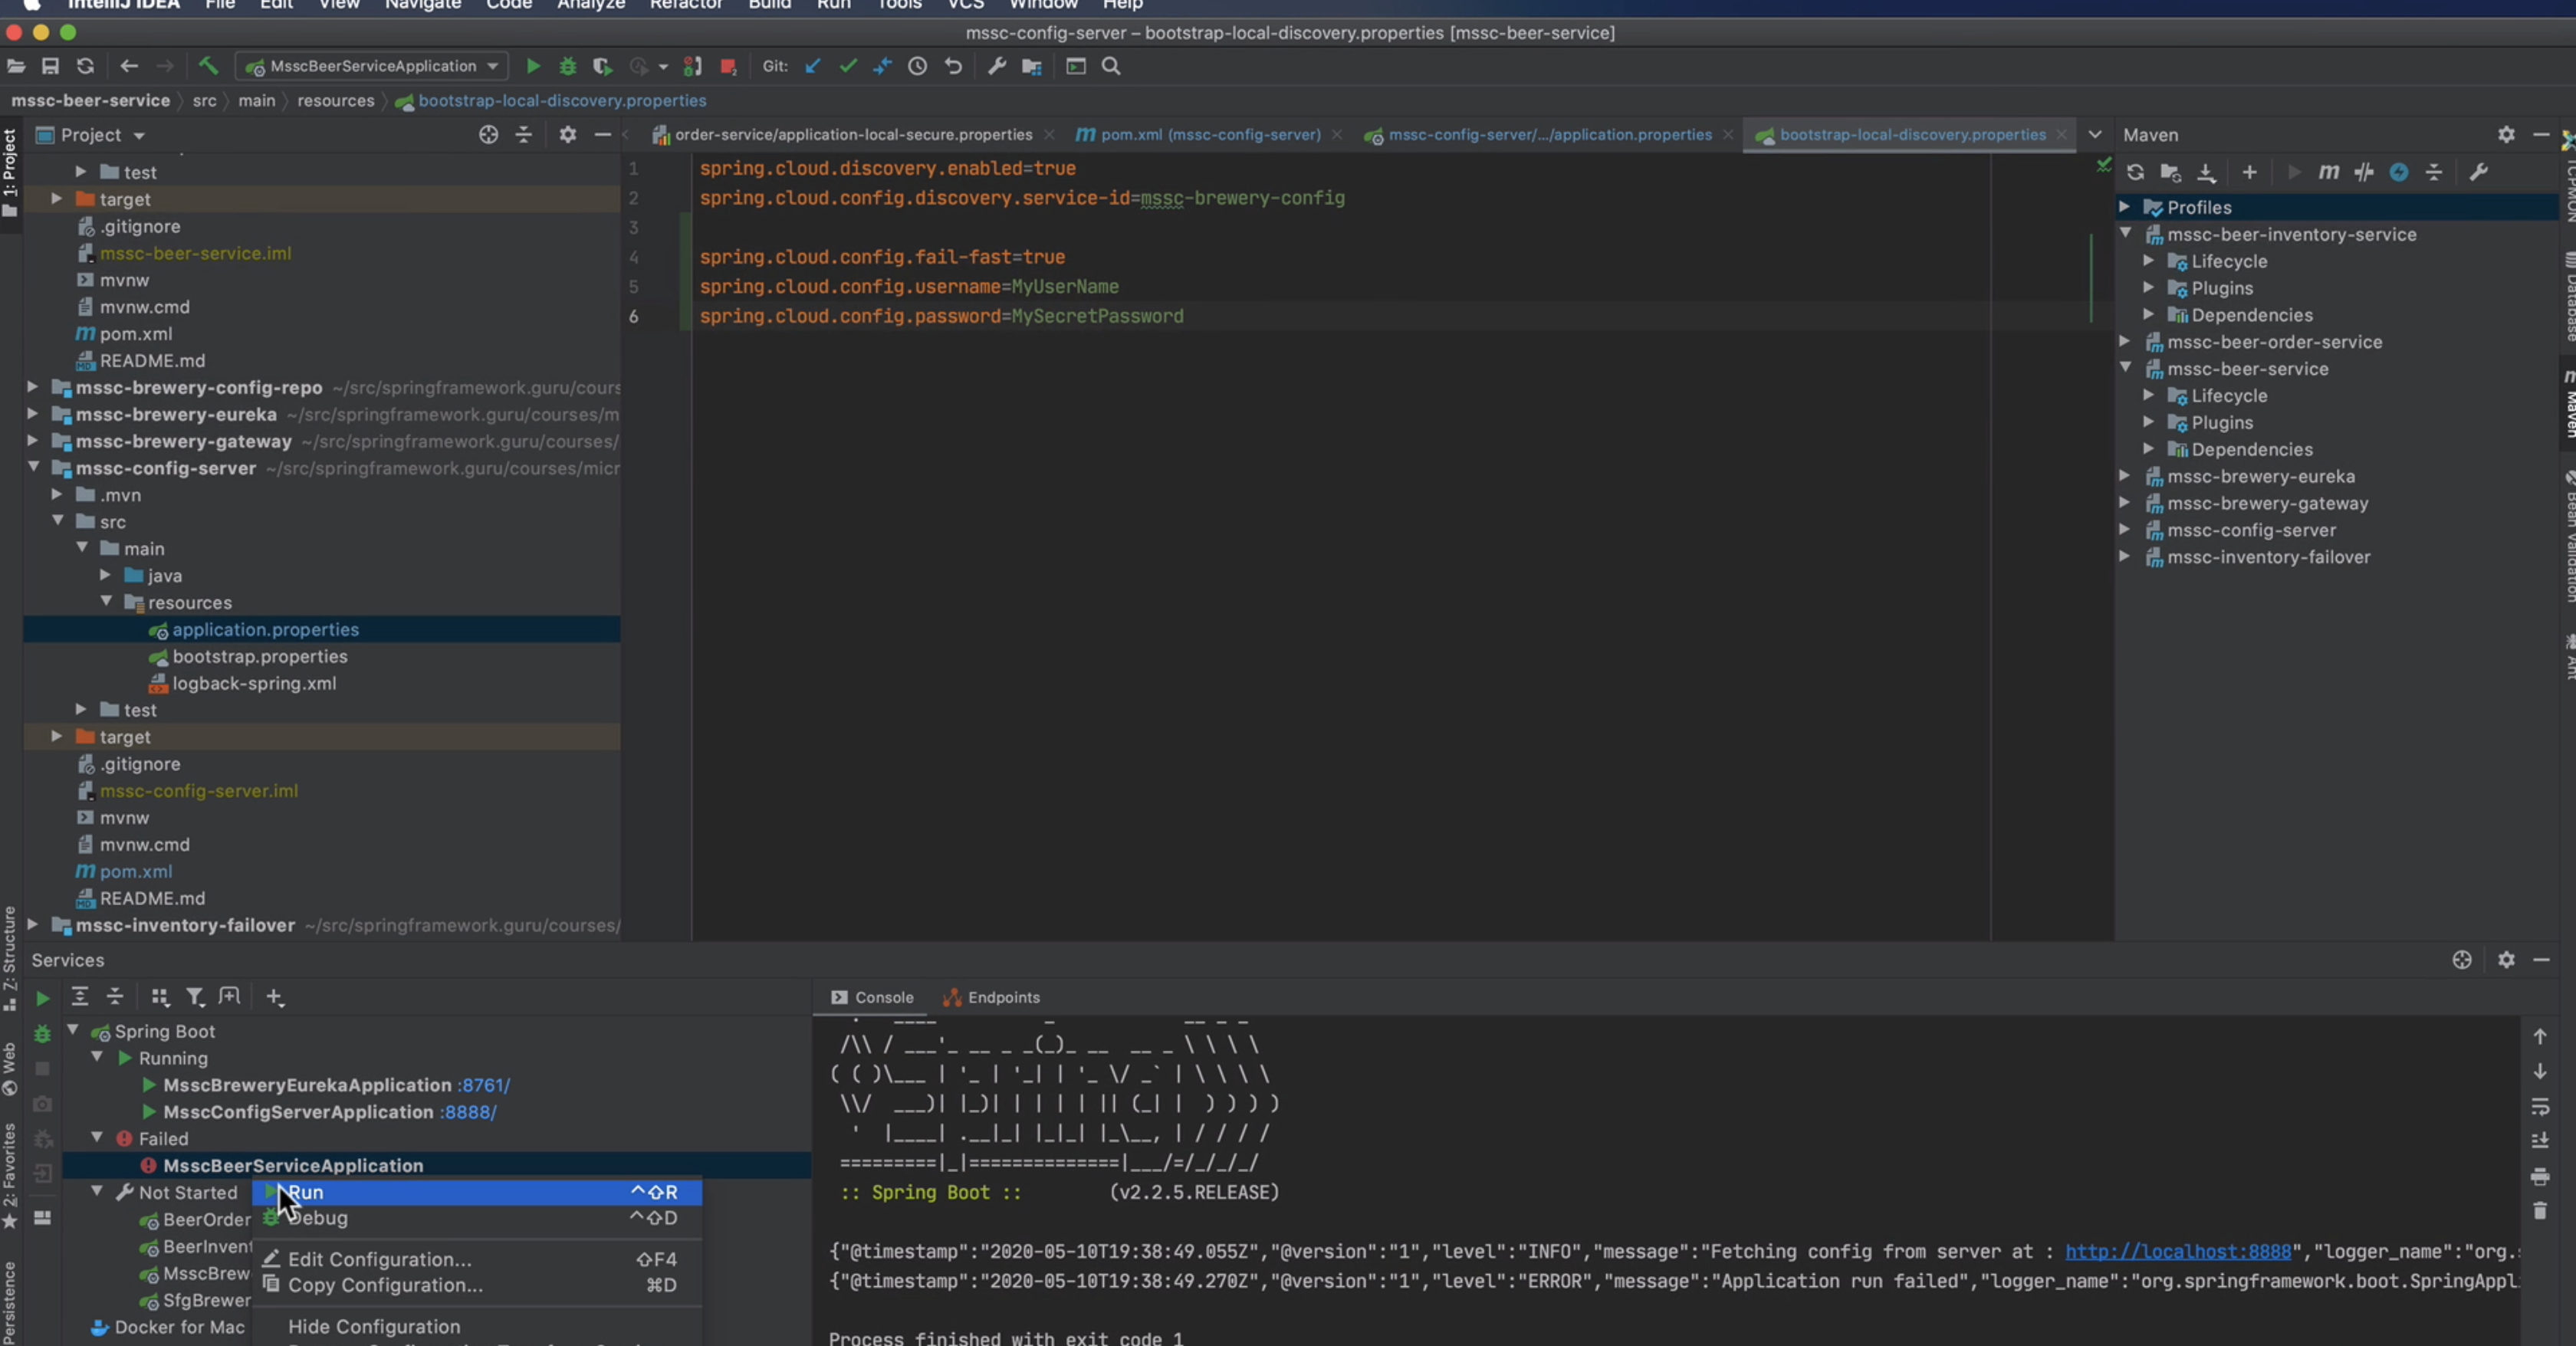 IntelliJ IDEA File Edit View Navigate Code Analyze Refactor Build Run Tools VCS Window Help
mssc-config-server – bootstrap-local-discovery.properties [mssc-beer-service]
MsscBeerServiceApplication Git:
mssc-beer-service src main resources bootstrap-local-discovery.properties
1: Project
Project
test
target
.gitignore
mssc-beer-service.iml
mvnw
mvnw.cmd
pom.xml
README.md
mssc-brewery-config-repo ~/src/springframework.guru/cours
mssc-brewery-eureka ~/src/springframework.guru/courses/m
mssc-brewery-gateway ~/src/springframework.guru/courses/
mssc-config-server ~/src/springframework.guru/courses/micr
.mvn
src
main
java
resources
application.properties
bootstrap.properties
logback-spring.xml
test
target
.gitignore
mssc-config-server.iml
mvnw
mvnw.cmd
pom.xml
README.md
mssc-inventory-failover ~/src/springframework.guru/courses/
order-service/application-local-secure.properties
pom.xml (mssc-config-server)
mssc-config-server/.../application.properties
bootstrap-local-discovery.properties
1 spring.cloud.discovery.enabled=true
2 spring.cloud.config.discovery.service-id=mssc-brewery-config
3
4 spring.cloud.config.fail-fast=true
5 spring.cloud.config.username=MyUserName
6 spring.cloud.config.password=MySecretPassword
Maven
Profiles
mssc-beer-inventory-service
Lifecycle
Plugins
Dependencies
mssc-beer-order-service
mssc-beer-service
Lifecycle
Plugins
Dependencies
mssc-brewery-eureka
mssc-brewery-gateway
mssc-config-server
mssc-inventory-failover
Database
Maven
Bean Validation
Ant
Z: Structure
Web
2: Favorites
Persistence
Services
Spring Boot
Running
MsscBreweryEurekaApplication :8761/
MsscConfigServerApplication :8888/
Failed
MsscBeerServiceApplication
Not Started
BeerOrder
BeerInvent
MsscBrew
SfgBrewer
Docker for Mac
Run ^⇧R
Debug ^⇧D
Edit Configuration... ⇧F4
Copy Configuration... ⌘D
Hide Configuration
Console Endpoints
:: Spring Boot :: (v2.2.5.RELEASE)
{"@timestamp":"2020-05-10T19:38:49.055Z","@version":"1","level":"INFO","message":"Fetching config from server at : http://localhost:8888","logger_name":"org.s
{"@timestamp":"2020-05-10T19:38:49.270Z","@version":"1","level":"ERROR","message":"Application run failed","logger_name":"org.springframework.boot.SpringAppl
Process finished with exit code 1